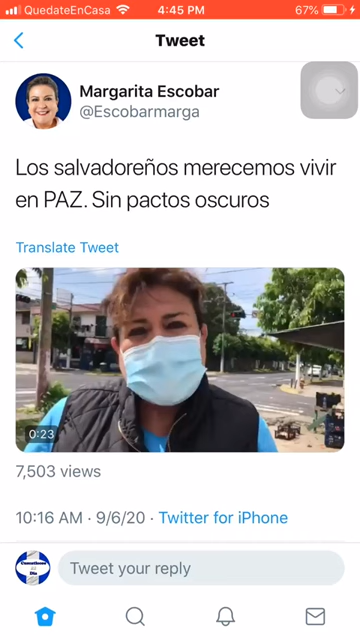 QuedateEnCasa 4:45 PM 67%
Tweet
Margarita Escobar
@Escobarmarga
Los salvadoreños merecemos vivir
en PAZ. Sin pactos oscuros
Translate Tweet
0:23
7,503 views
10:16 AM · 9/6/20 · Twitter for iPhone
Tweet your reply